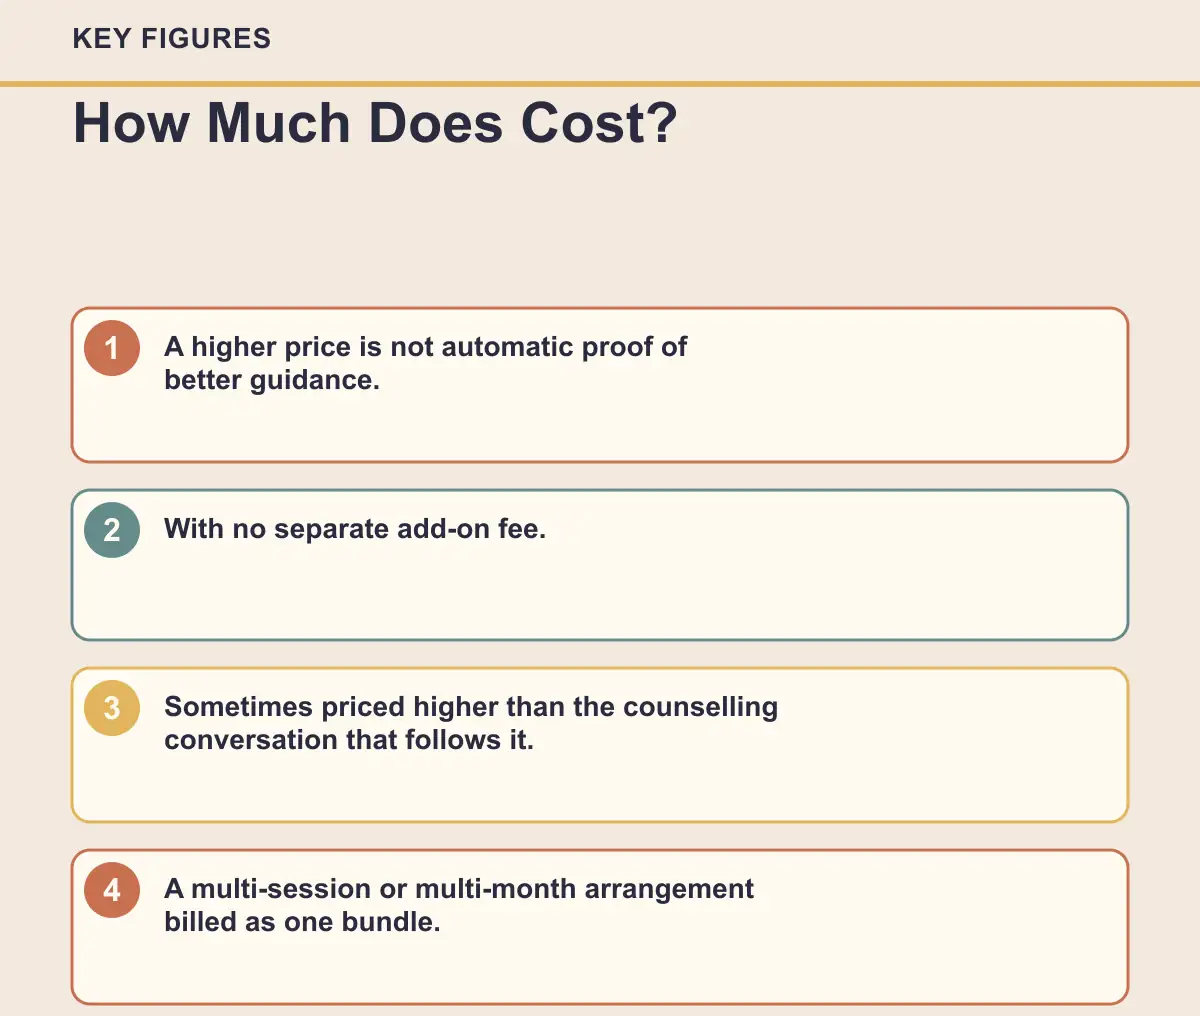 KEY FIGURES
How Much Does Cost?
1
A higher price is not automatic proof of
better guidance.
2
With no separate add-on fee.
3
Sometimes priced higher than the counselling
conversation that follows it.
4
A multi-session or multi-month arrangement
billed as one bundle.